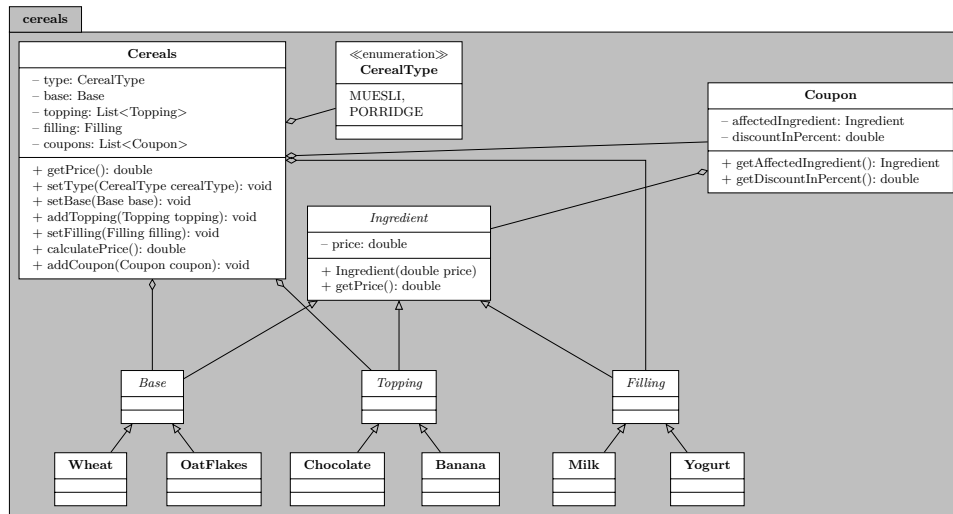 cereals
Cereals
– type: CerealType
– base: Base
– topping: List<Topping>
– filling: Filling
– coupons: List<Coupon>
+ getPrice(): double
+ setType(CerealType cerealType): void
+ setBase(Base base): void
+ addTopping(Topping topping): void
+ setFilling(Filling filling): void
+ calculatePrice(): double
+ addCoupon(Coupon coupon): void
≪enumeration≫
CerealType
MUESLI,
PORRIDGE
Coupon
– affectedIngredient: Ingredient
– discountInPercent: double
+ getAffectedIngredient(): Ingredient
+ getDiscountInPercent(): double
Ingredient
– price: double
+ Ingredient(double price)
+ getPrice(): double
Base
Topping
Filling
Wheat
OatFlakes
Chocolate
Banana
Milk
Yogurt